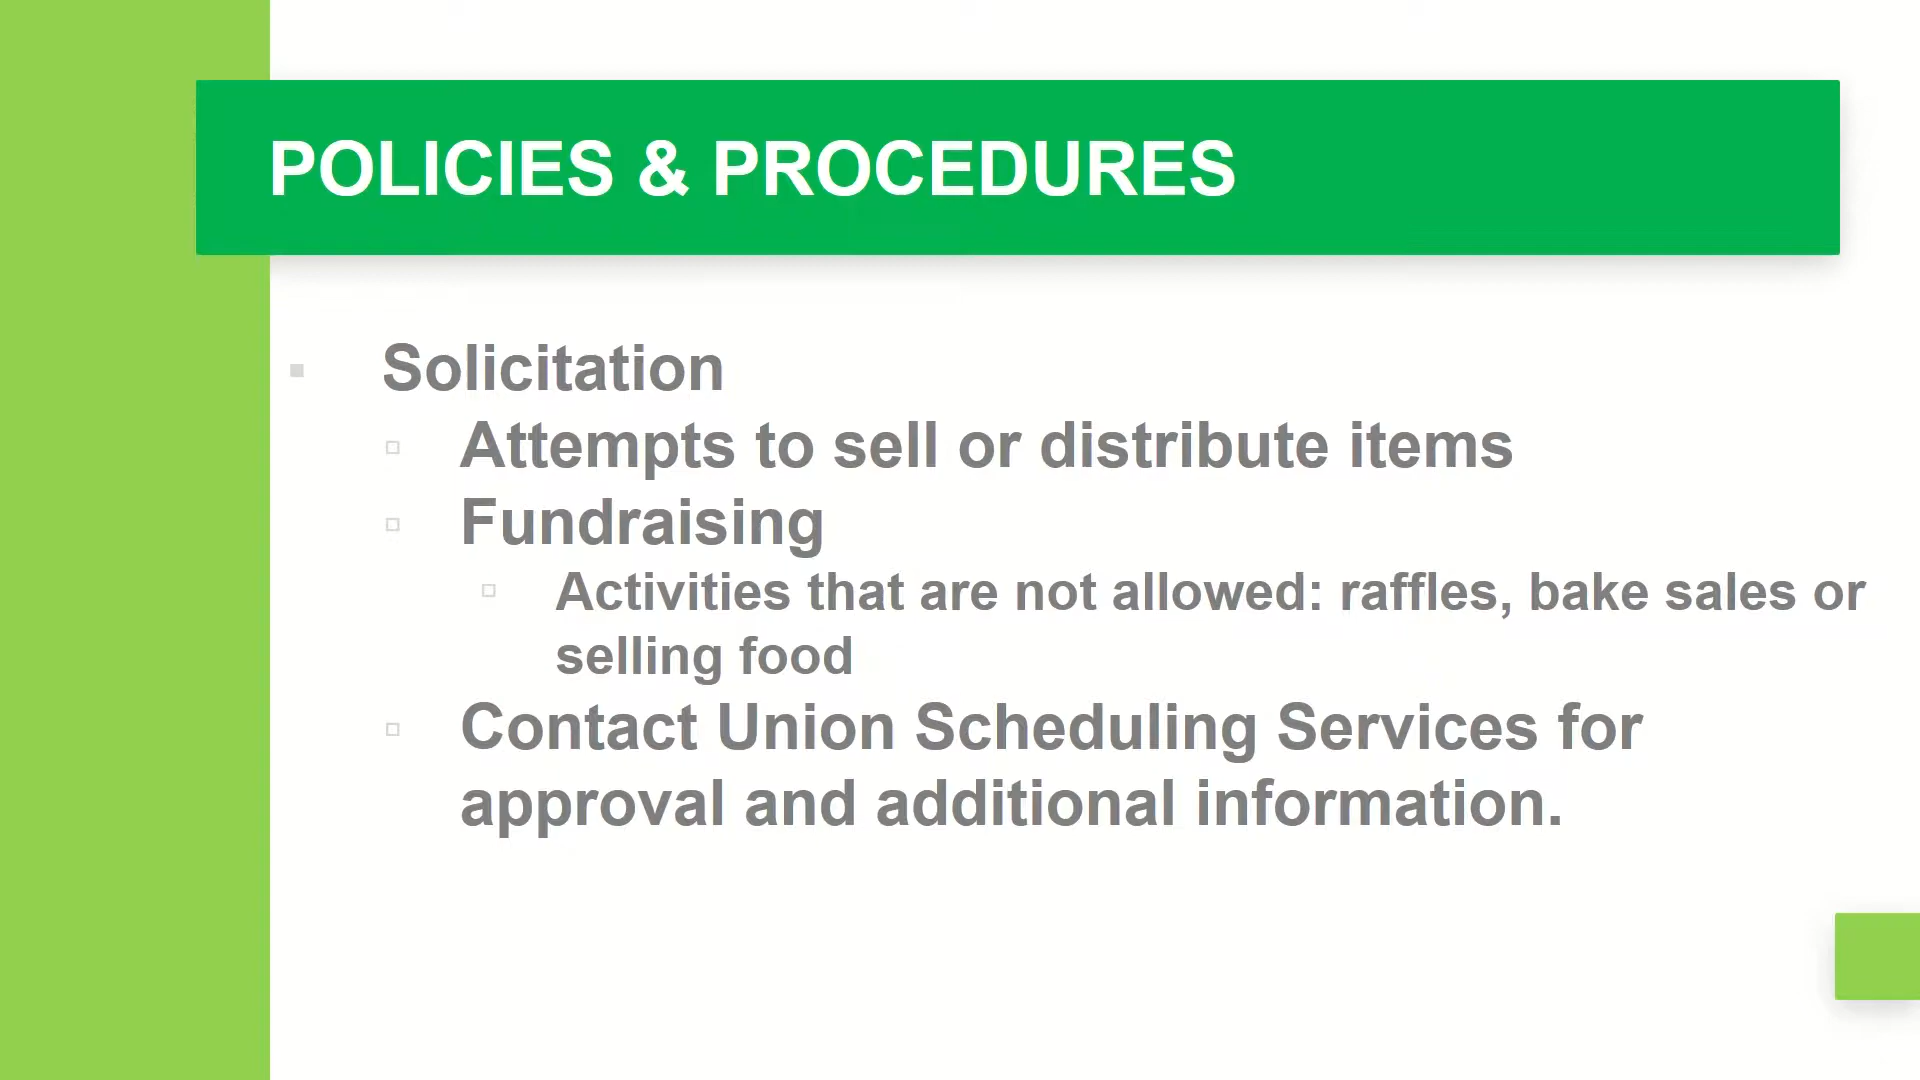 POLICIES & PROCEDURES
Solicitation
Attempts to sell or distribute items
Fundraising
Activities that are not allowed: raffles, bake sales or
selling food
Contact Union Scheduling Services for
approval and additional information.